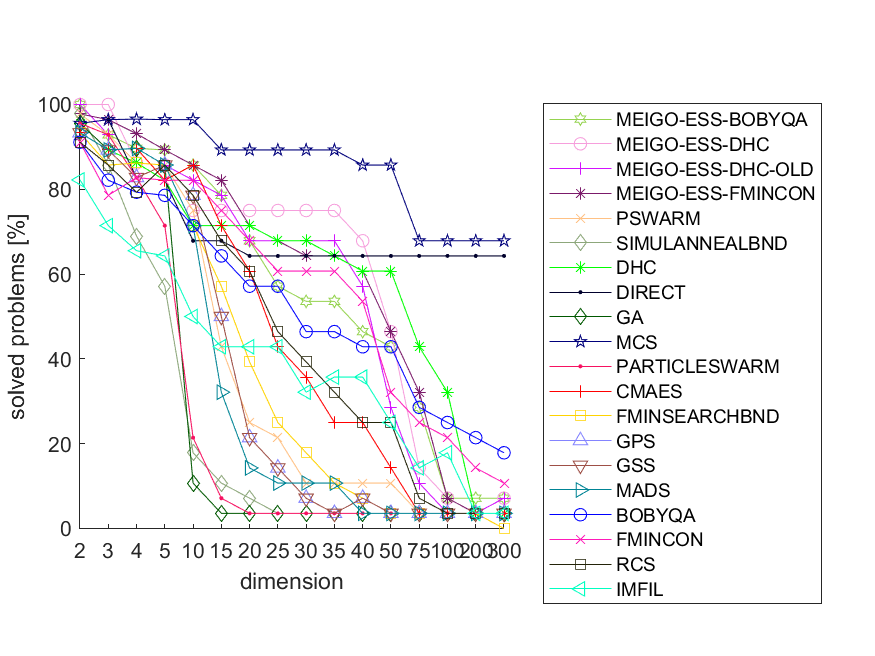 100
80
60
40
20
0
solved problems [%]
2 3 4 5 10 15 20 25 30 35 40 50 75 100 200 300
dimension
MEIGO-ESS-BOBYQA
MEIGO-ESS-DHC
MEIGO-ESS-DHC-OLD
MEIGO-ESS-FMINCON
PSWARM
SIMULANNEALBND
DHC
DIRECT
GA
MCS
PARTICLESWARM
CMAES
FMINSEARCHBND
GPS
GSS
MADS
BOBYQA
FMINCON
RCS
IMFIL